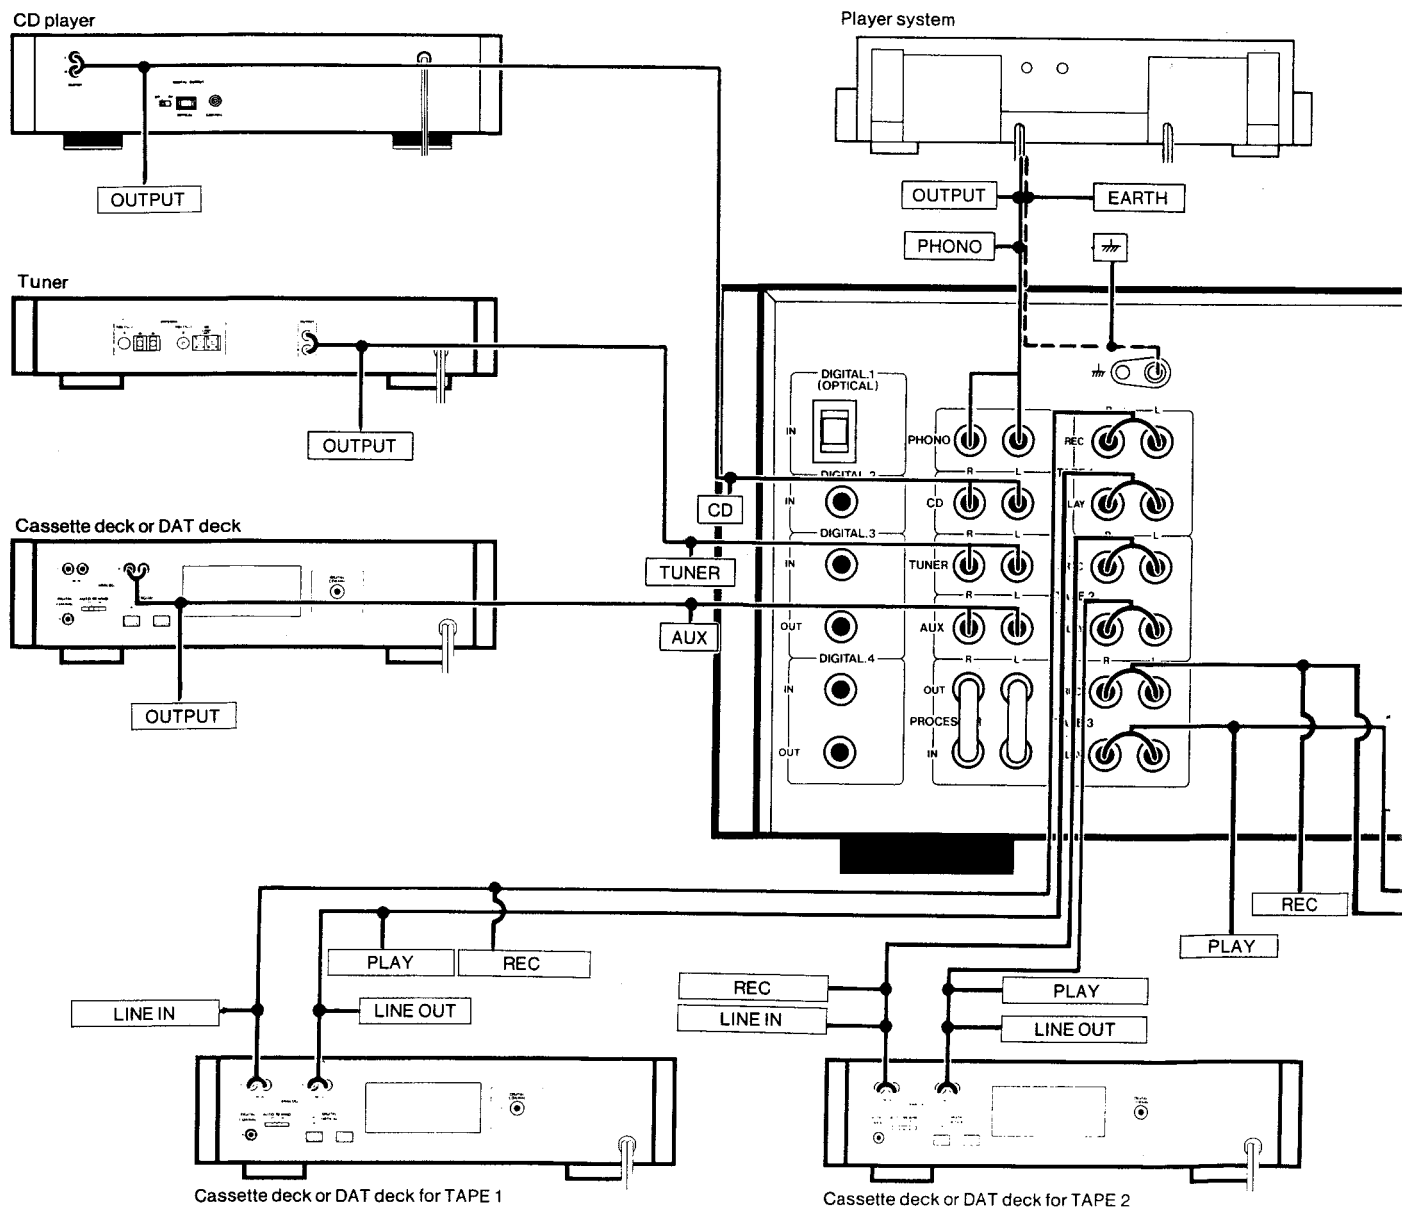 CD player
OUTPUT
Player system
OUTPUT
EARTH
PHONO
Tuner
OUTPUT
Cassette deck or DAT deck
OUTPUT
CD
TUNER
AUX
DIGITAL.1
(OPTICAL)
IN
DIGITAL.2
IN
DIGITAL.3
IN
OUT
DIGITAL.4
IN
OUT
PHONO
R L
CD
R L
TUNER
R L
AUX
R L
OUT
IN
L
REC
R L
R L
REC
PLAY
PLAY
REC
LINE IN
LINE OUT
REC
LINE IN
PLAY
LINE OUT
Cassette deck or DAT deck for TAPE 1
Cassette deck or DAT deck for TAPE 2